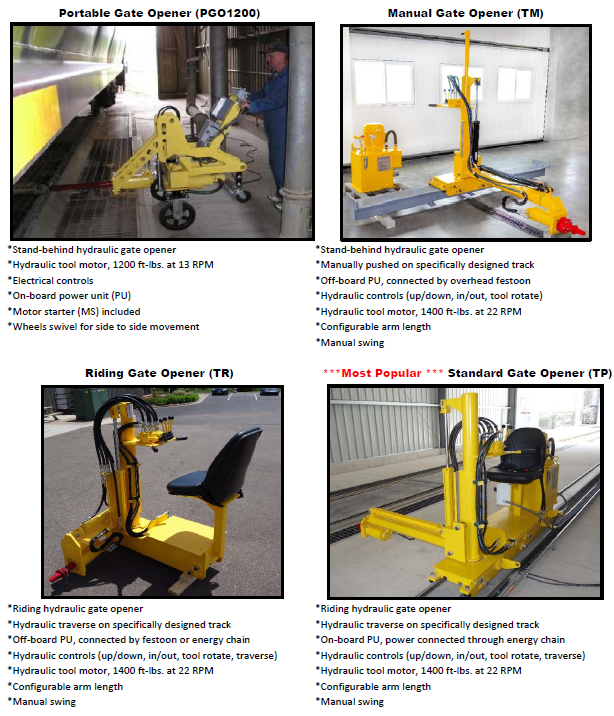 Portable Gate Opener (PGO1200)
*Stand-behind hydraulic gate opener
*Hydraulic tool motor, 1200 ft-lbs. at 13 RPM
*Electrical controls
*On-board power unit (PU)
*Motor starter (MS) included
*Wheels swivel for side to side movement
Manual Gate Opener (TM)
*Stand-behind hydraulic gate opener
*Manually pushed on specifically designed track
*Off-board PU, connected by overhead festoon
*Hydraulic controls (up/down, in/out, tool rotate)
*Hydraulic tool motor, 1400 ft-lbs. at 22 RPM
*Configurable arm length
*Manual swing
Riding Gate Opener (TR)
*Riding hydraulic gate opener
*Hydraulic traverse on specifically designed track
*Off-board PU, connected by festoon or energy chain
*Hydraulic controls (up/down, in/out, tool rotate, traverse)
*Hydraulic tool motor, 1400 ft-lbs. at 22 RPM
*Configurable arm length
*Manual swing
***Most Popular *** Standard Gate Opener (TP)
*Riding hydraulic gate opener
*Hydraulic traverse on specifically designed track
*On-board PU, power connected through energy chain
*Hydraulic controls (up/down, in/out, tool rotate, traverse)
*Hydraulic tool motor, 1400 ft-lbs. at 22 RPM
*Configurable arm length
*Manual swing